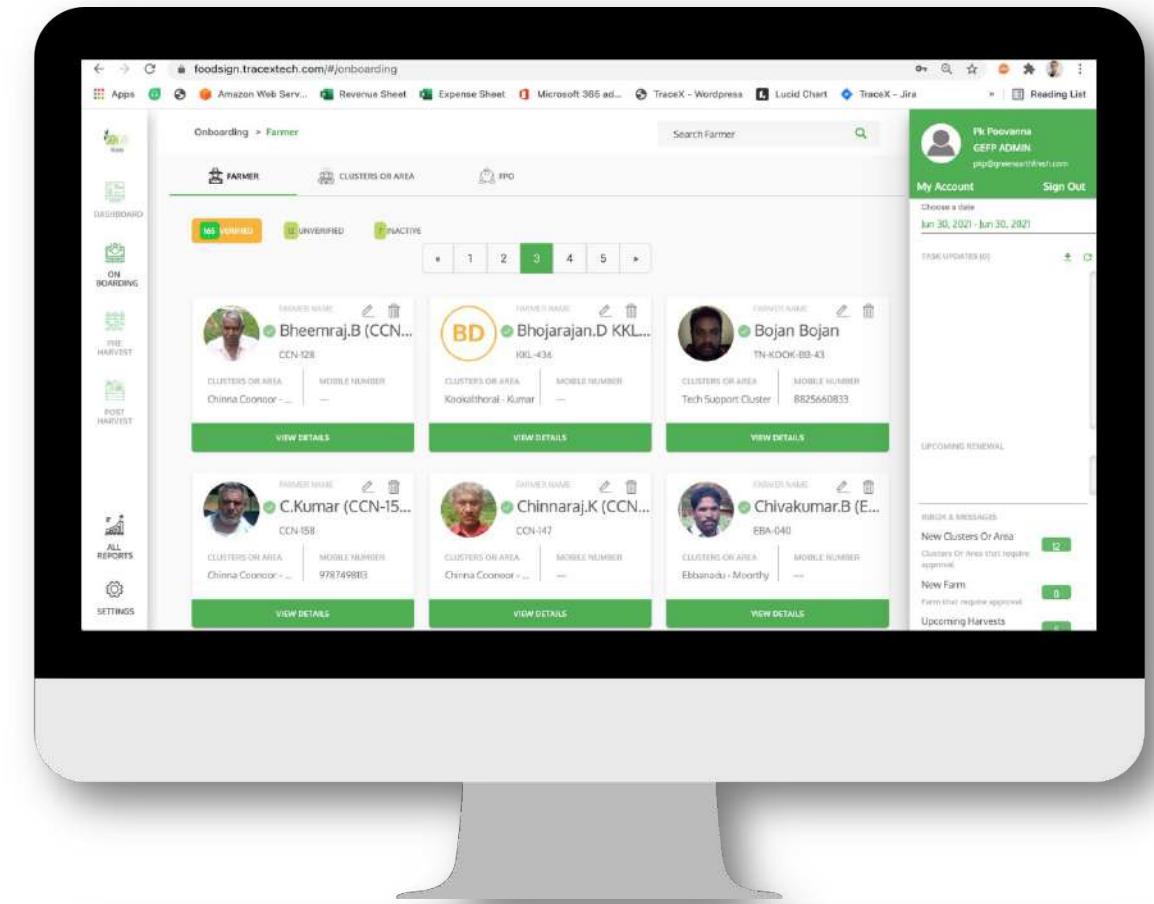 foodsign.tracextech.com/#/onboarding
Apps Amazon Web Serv... Revenue Sheet Expense Sheet Microsoft 365 ad... TraceX - Wordpress Lucid Chart TraceX - Jira » Reading List
Onboarding > Farmer
Search Farmer
FARMER CLUSTERS OR AREA FPO
165 VERIFIED 12 UNVERIFIED 7 INACTIVE
« 1 2 3 4 5 »
DASHBOARD
ON BOARDING
PRE HARVEST
POST HARVEST
ALL REPORTS
SETTINGS
FARMER NAME
Bheemraj.B (CCN...
CCN-128
CLUSTERS OR AREA MOBILE NUMBER
Chinna Coonoor - ... ---
VIEW DETAILS
FARMER NAME
BD Bhojarajan.D KKL...
KKL-436
CLUSTERS OR AREA MOBILE NUMBER
Kookalthorai - Kumar ---
VIEW DETAILS
FARMER NAME
Bojan Bojan
TN-KOOK-BB-43
CLUSTERS OR AREA MOBILE NUMBER
Tech Support Cluster 8825660833
VIEW DETAILS
FARMER NAME
C.Kumar (CCN-15...
CCN-158
CLUSTERS OR AREA MOBILE NUMBER
Chinna Coonoor - ... 9787498113
VIEW DETAILS
FARMER NAME
Chinnaraj.K (CCN...
CCN-147
CLUSTERS OR AREA MOBILE NUMBER
Chinna Coonoor - ... ---
VIEW DETAILS
FARMER NAME
Chivakumar.B (E...
EBA-040
CLUSTERS OR AREA MOBILE NUMBER
Ebbanadu - Moorthy ---
VIEW DETAILS
Pk Poovanna
GEFP ADMIN
pkp@greenearthfresh.com
My Account Sign Out
Choose a date
Jun 30, 2021 - Jun 30, 2021
TASK UPDATES (0)
UPCOMING RENEWAL
INBOX & MESSAGES
New Clusters Or Area
12
Clusters Or Area that require
approval
New Farm
0
Farm that require approval
Upcoming Harvests